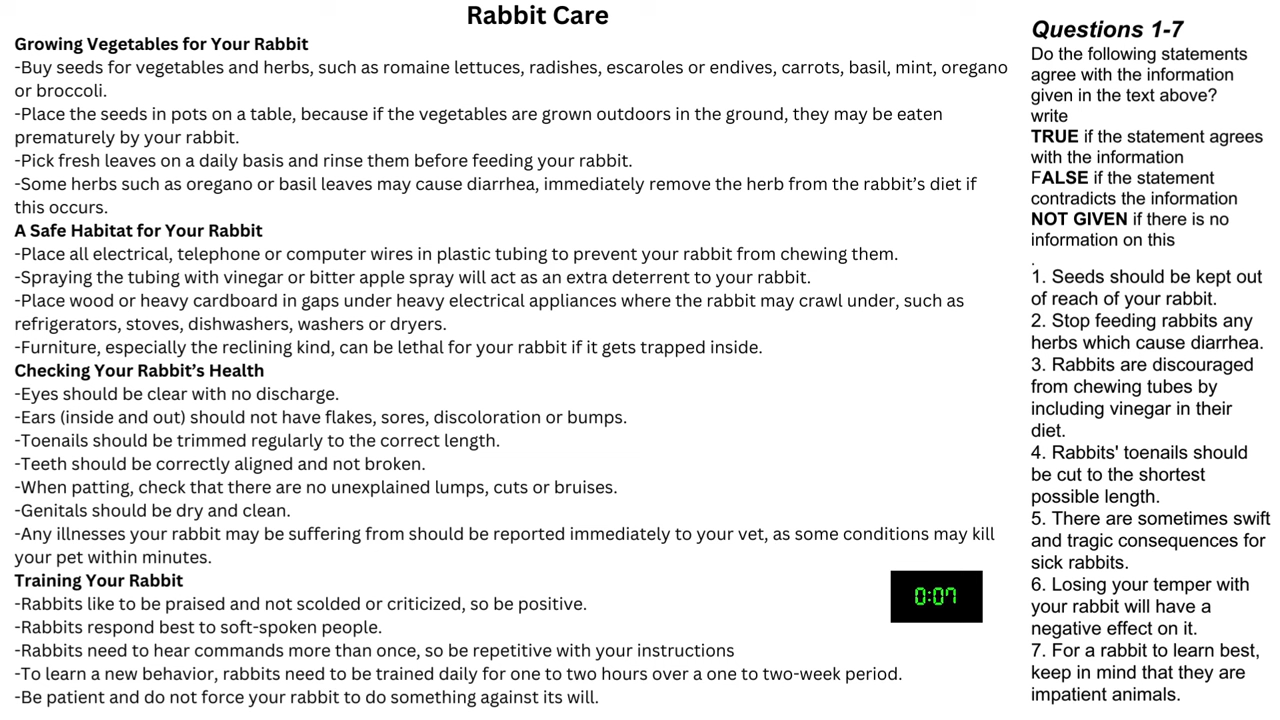 Rabbit Care
Growing Vegetables for Your Rabbit
-Buy seeds for vegetables and herbs, such as romaine lettuces, radishes, escaroles or endives, carrots, basil, mint, oregano
or broccoli.
-Place the seeds in pots on a table, because if the vegetables are grown outdoors in the ground, they may be eaten
prematurely by your rabbit.
-Pick fresh leaves on a daily basis and rinse them before feeding your rabbit.
-Some herbs such as oregano or basil leaves may cause diarrhea, immediately remove the herb from the rabbit's diet if
this occurs.
A Safe Habitat for Your Rabbit
-Place all electrical, telephone or computer wires in plastic tubing to prevent your rabbit from chewing them.
-Spraying the tubing with vinegar or bitter apple spray will act as an extra deterrent to your rabbit.
-Place wood or heavy cardboard in gaps under heavy electrical appliances where the rabbit may crawl under, such as
refrigerators, stoves, dishwashers, washers or dryers.
-Furniture, especially the reclining kind, can be lethal for your rabbit if it gets trapped inside.
Checking Your Rabbit's Health
-Eyes should be clear with no discharge.
-Ears (inside and out) should not have flakes, sores, discoloration or bumps.
-Toenails should be trimmed regularly to the correct length.
-Teeth should be correctly aligned and not broken.
-When patting, check that there are no unexplained lumps, cuts or bruises.
-Genitals should be dry and clean.
-Any illnesses your rabbit may be suffering from should be reported immediately to your vet, as some conditions may kill
your pet within minutes.
Training Your Rabbit
-Rabbits like to be praised and not scolded or criticized, so be positive.
-Rabbits respond best to soft-spoken people.
-Rabbits need to hear commands more than once, so be repetitive with your instructions
-To learn a new behavior, rabbits need to be trained daily for one to two hours over a one to two-week period.
-Be patient and do not force your rabbit to do something against its will.
0:07
Questions 1-7
Do the following statements
agree with the information
given in the text above?
write
TRUE if the statement agrees
with the information
FALSE if the statement
contradicts the information
NOT GIVEN if there is no
information on this
.
1. Seeds should be kept out
of reach of your rabbit.
2. Stop feeding rabbits any
herbs which cause diarrhea.
3. Rabbits are discouraged
from chewing tubes by
including vinegar in their
diet.
4. Rabbits' toenails should
be cut to the shortest
possible length.
5. There are sometimes swift
and tragic consequences for
sick rabbits.
6. Losing your temper with
your rabbit will have a
negative effect on it.
7. For a rabbit to learn best,
keep in mind that they are
impatient animals.